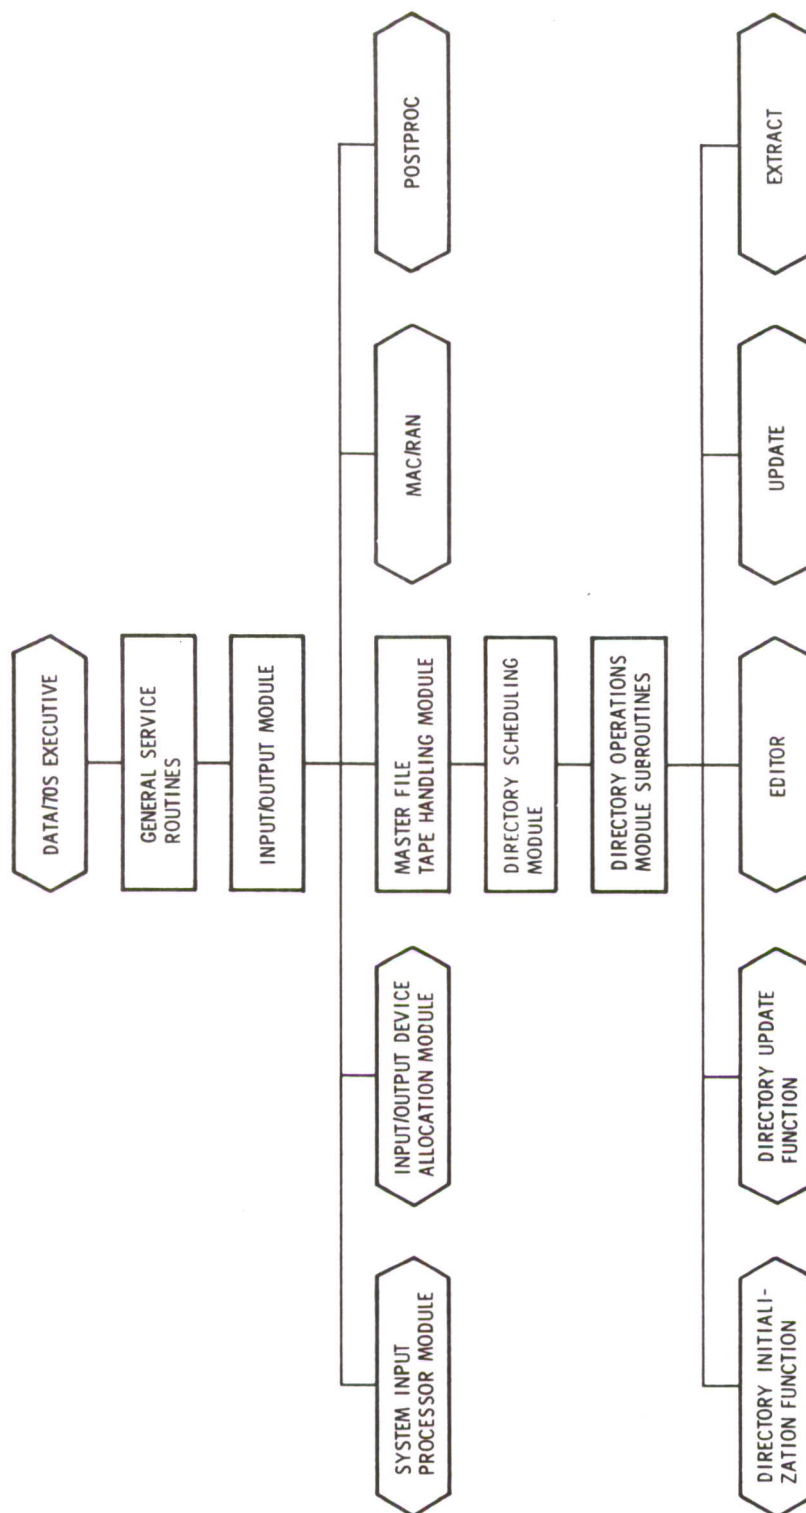 DATA/70S EXECUTIVE
GENERAL SERVICE
ROUTINES
INPUT/OUTPUT MODULE
SYSTEM INPUT
PROCESSOR MODULE
INPUT/OUTPUT DEVICE
ALLOCATION MODULE
MASTER FILE
TAPE HANDLING MODULE
MAC/RAN
POSTPROC
DIRECTORY SCHEDULING
MODULE
DIRECTORY OPERATIONS
MODULE SUBROUTINES
DIRECTORY INITIALI-
ZATION FUNCTION
DIRECTORY UPDATE
FUNCTION
EDITOR
UPDATE
EXTRACT